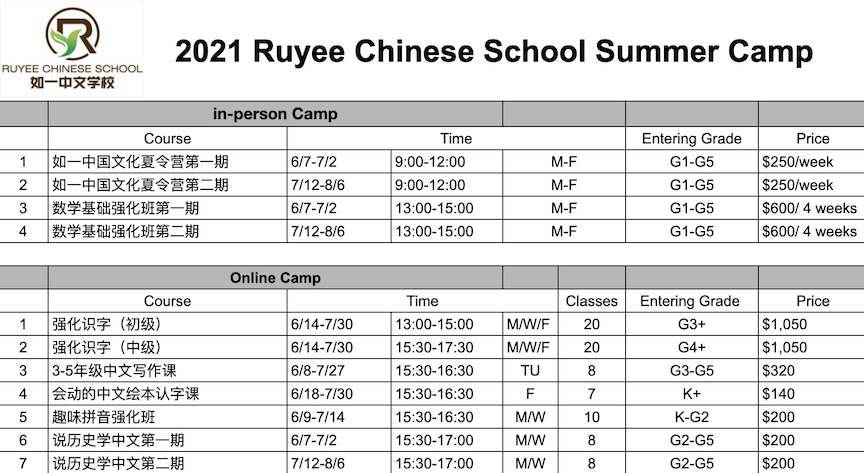 RUYEE CHINESE SCHOOL
如一中文学校
2021 Ruyee Chinese School Summer Camp
in-person Camp
Course Time Entering Grade Price
1 如一中国文化夏令营第一期 6/7-7/2 9:00-12:00 M-F G1-G5 $250/week
2 如一中国文化夏令营第二期 7/12-8/6 9:00-12:00 M-F G1-G5 $250/week
3 数学基础强化班第一期 6/7-7/2 13:00-15:00 M-F G1-G5 $600/ 4 weeks
4 数学基础强化班第二期 7/12-8/6 13:00-15:00 M-F G1-G5 $600/ 4 weeks
Online Camp
Course Time Classes Entering Grade Price
1 强化识字（初级） 6/14-7/30 13:00-15:00 M/W/F 20 G3+ $1,050
2 强化识字（中级） 6/14-7/30 15:30-17:30 M/W/F 20 G4+ $1,050
3 3-5年级中文写作课 6/8-7/27 15:30-16:30 TU 8 G3-G5 $320
4 会动的中文绘本认字课 6/18-7/30 15:30-16:30 F 7 K+ $140
5 趣味拼音强化班 6/9-7/14 15:30-16:30 M/W 10 K-G2 $200
6 说历史学中文第一期 6/7-7/2 15:30-17:00 M/W 8 G2-G5 $200
7 说历史学中文第二期 7/12-8/6 15:30-17:00 M/W 8 G2-G5 $200